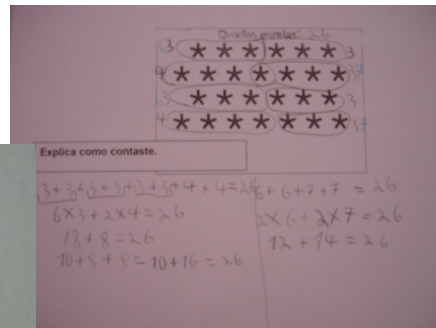 Quantas estrelas? 26
3 3
4 3 7
3 3
4 3 7
Explica como contaste.
3+3+3+3+3+3+4+4=26 6+6+7+7=26
6×3+2×4=26 2×6+2×7=26
18+8=26 12+14=26
10+8+8=10+16=26